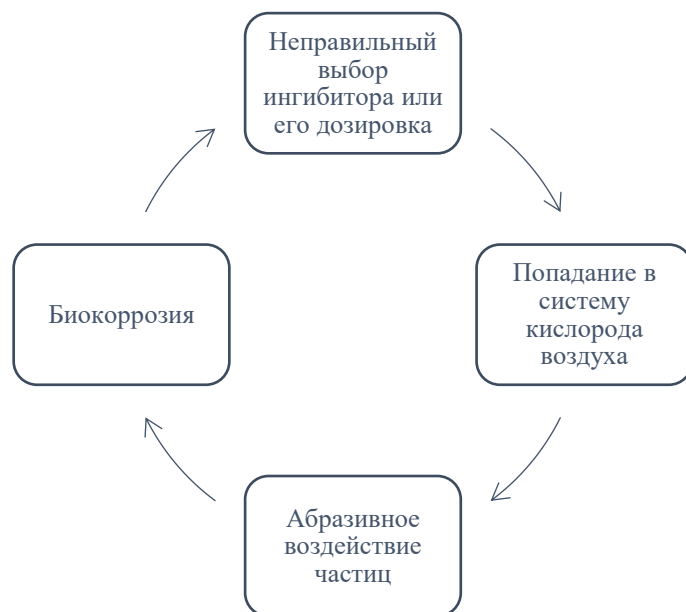 Неправильный
выбор
ингибитора или
его дозировка
Попадание в
систему
кислорода
воздуха
Абразивное
воздействие
частиц
Биокоррозия